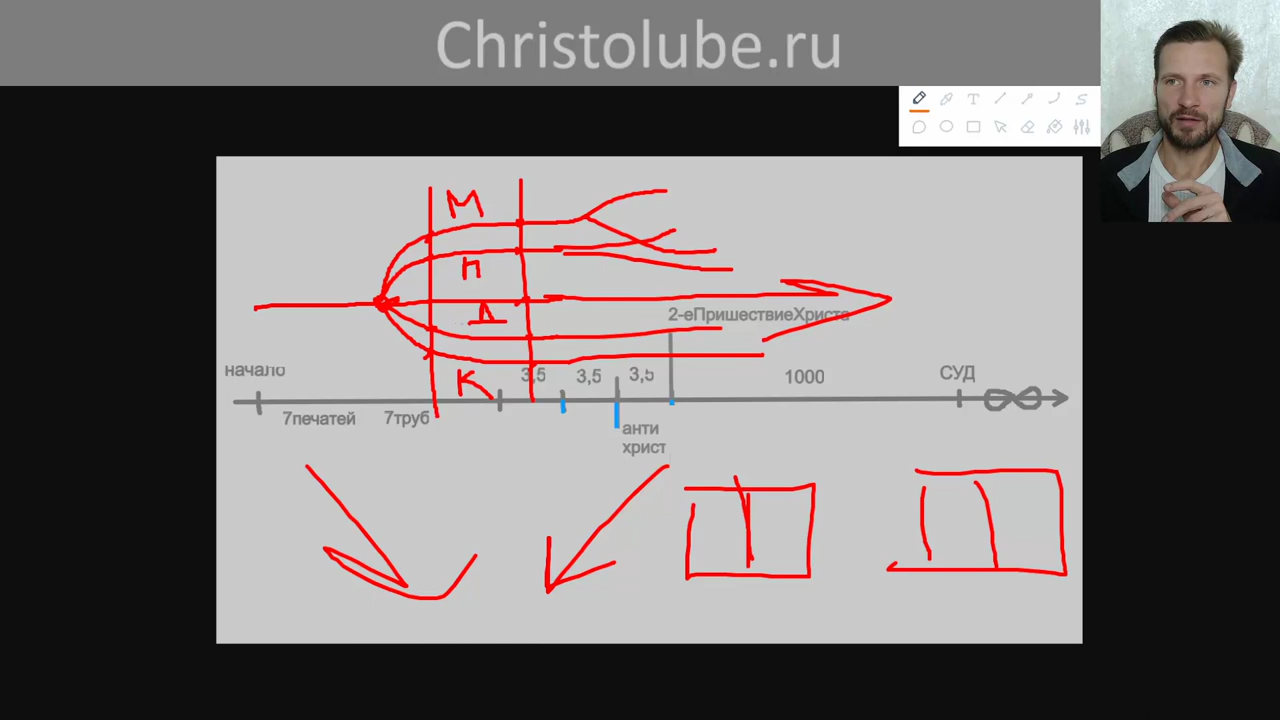 Christolube.ru
М
П
Д
2-еПришествиеХриста
начало
К
3,5
3,5
3,5
1000
СУД
7печатей
7труб
анти
христ